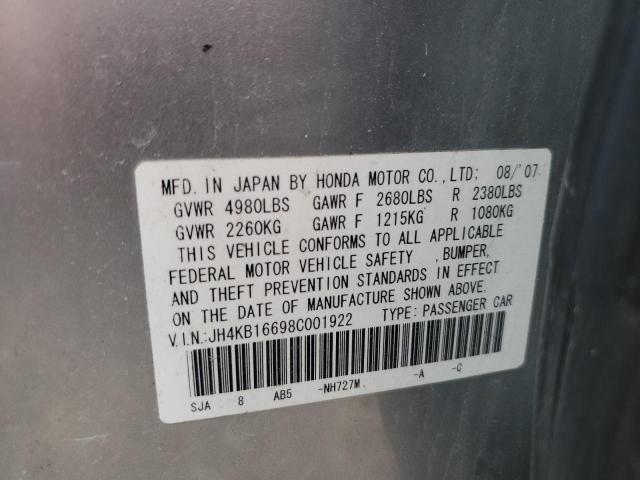 MFD. IN JAPAN BY HONDA MOTOR CO.,LTD; 08/'07
GVWR 4980LBS GAWR F 2680LBS R 2380LBS
GVWR 2260KG GAWR F 1215KG R 1080KG
THIS VEHICLE CONFORMS TO ALL APPLICABLE
FEDERAL MOTOR VEHICLE SAFETY ,BUMPER,
AND THEFT PREVENTION STANDARDS IN EFFECT
ON THE DATE OF MANUFACTURE SHOWN ABOVE.
V.I.N.:JH4KB16698C001922 TYPE: PASSENGER CAR
SJA 8 AB5 -NH727M. -A -C